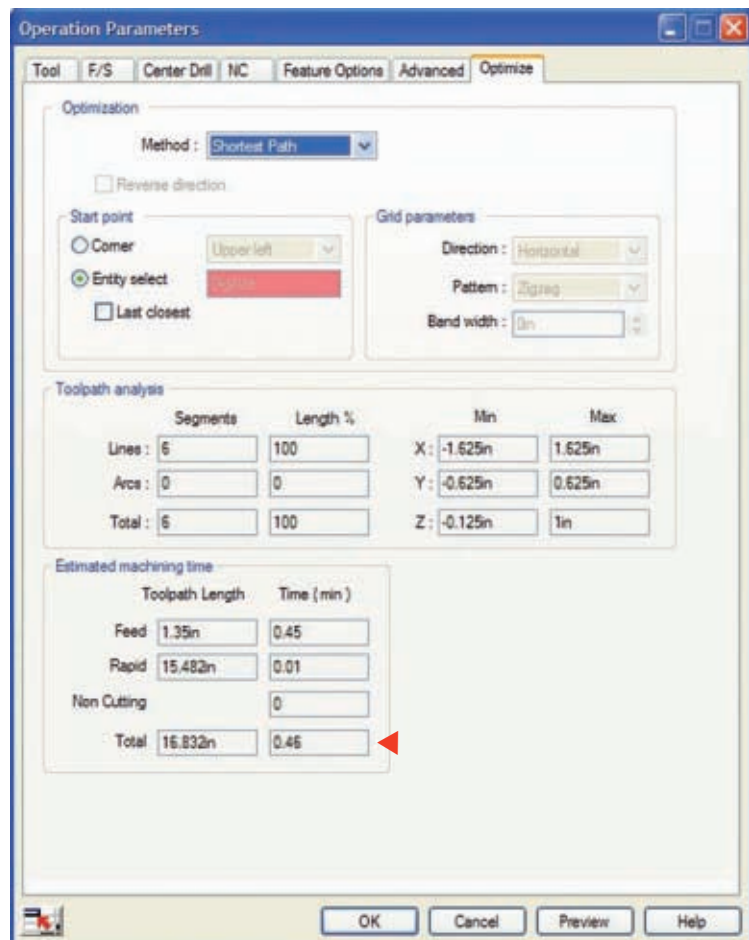 Operation Parameters
Tool F/S Center Drill NC Feature Options Advanced Optimize
Optimization
Method : Shortest Path
Reverse direction
Start point
Corner Upper left
Entity select
Last closest
Grid parameters
Direction : Horizontal
Pattern : Zigzag
Band width : 0in
Toolpath analysis
Segments Length % Min Max
Lines : 6 100 X : -1.625in 1.625in
Arcs : 0 0 Y : -0.625in 0.625in
Total : 6 100 Z : -0.125in 1in
Estimated machining time
Toolpath Length Time ( min )
Feed 1.35in 0.45
Rapid 15.482in 0.01
Non Cutting 0
Total 16.832in 0.46
OK Cancel Preview Help